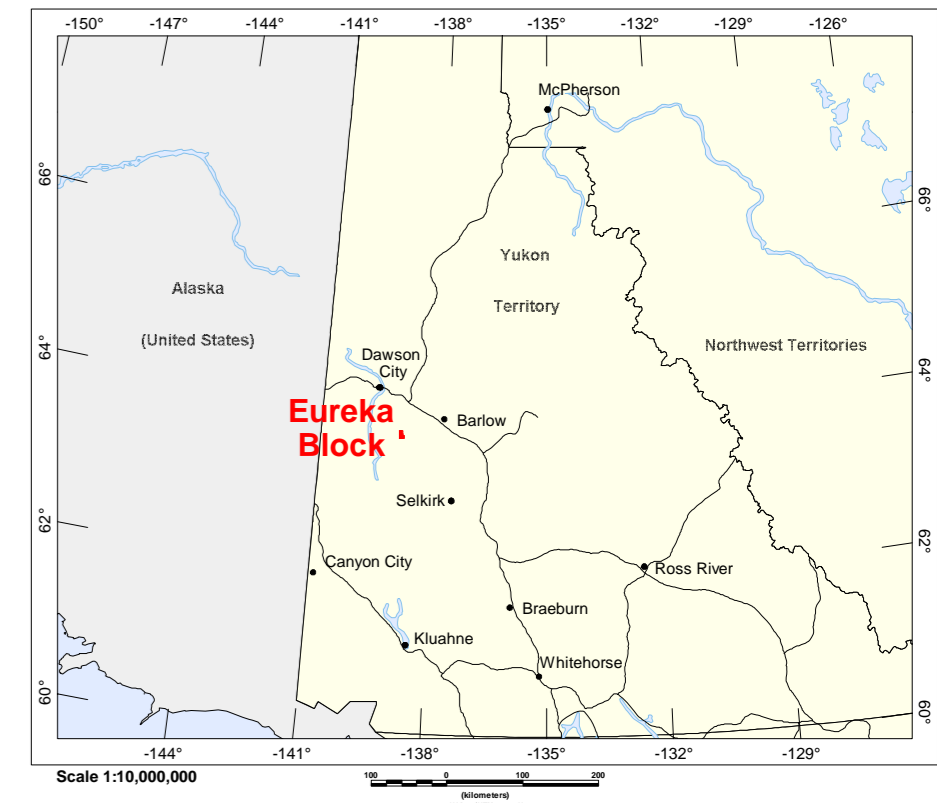 -150° -147° -144° -141° -138° -135° -132° -129° -126°
McPherson
66°
66°
Yukon
Alaska
Territory
(United States)
Northwest Territories
64°
Dawson
City
64°
Eureka
Barlow
Block
Selkirk
62°
62°
Canyon City
Ross River
Braeburn
Kluahne
Whitehorse
60°
60°
-144° -141° -138° -135° -132° -129°
Scale 1:10,000,000
100 0 100 200
(kilometers)